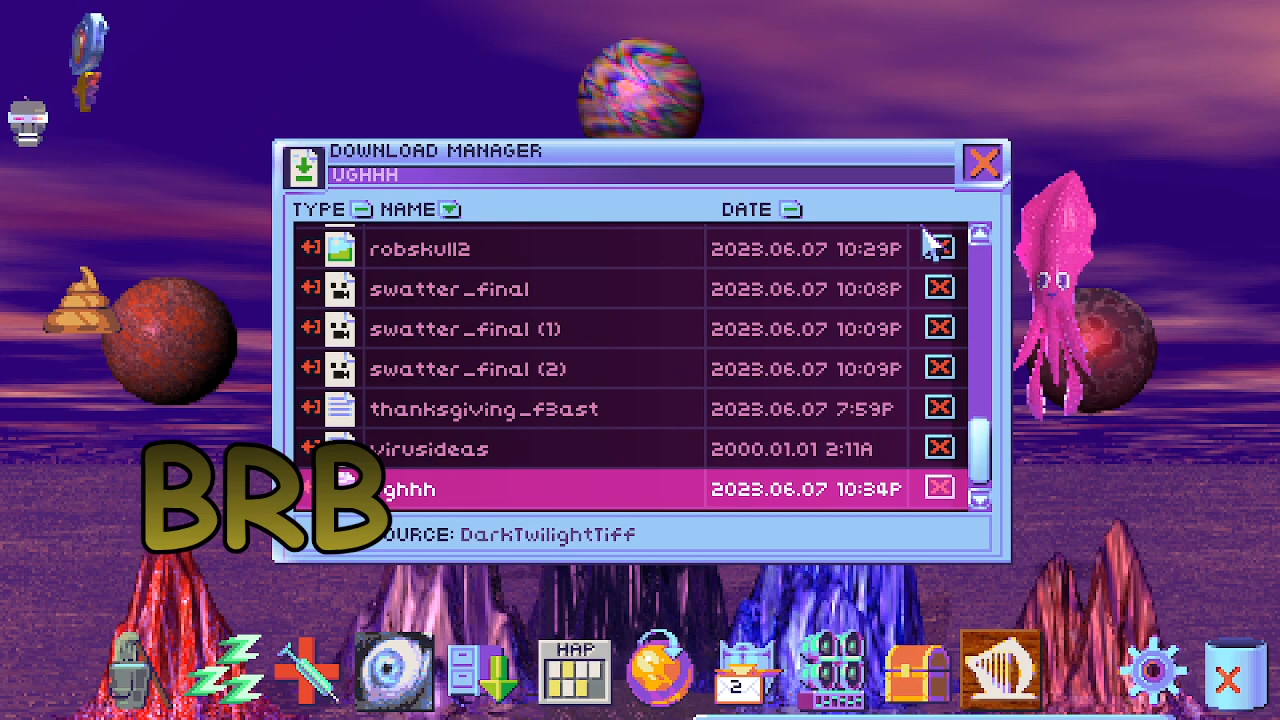 DOWNLOAD MANAGER
UGHHH
TYPE NAME DATE
robskull2 2023.06.07 10:29P
swatter_final 2023.06.07 10:08P
swatter_final (1) 2023.06.07 10:09P
swatter_final (2) 2023.06.07 10:09P
thanksgiving_f3ast 2023.06.07 7:59P
virusideas 2000.01.01 2:11A
ghhh 2023.06.07 10:34P
BRB
OURCE: DarkTwilightTiff
HAP
2